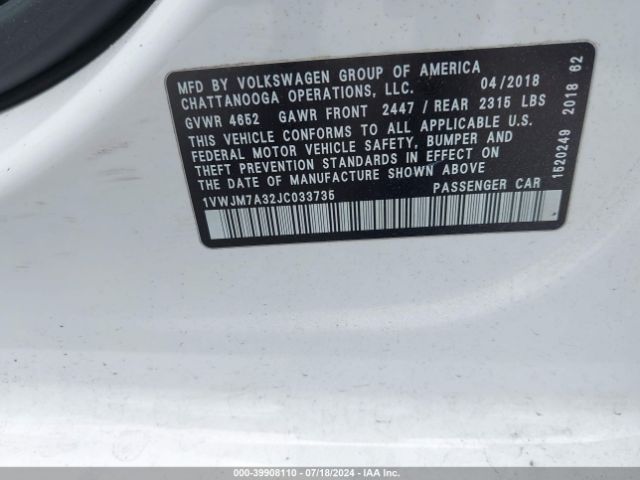 MFD BY VOLKSWAGEN GROUP OF AMERICA
CHATTANOOGA OPERATIONS, LLC. 04/2018
GVWR 4652 GAWR FRONT 2447 / REAR 2315 LBS
THIS VEHICLE CONFORMS TO ALL APPLICABLE U.S.
FEDERAL MOTOR VEHICLE SAFETY, BUMPER AND
THEFT PREVENTION STANDARDS IN EFFECT ON
THE DATE OF MANUFACTURE SHOWN ABOVE
1VWJM7A32JC033735 PASSENGER CAR
1520249 2018 62
000-39908110 - 07/18/2024 - IAA Inc.